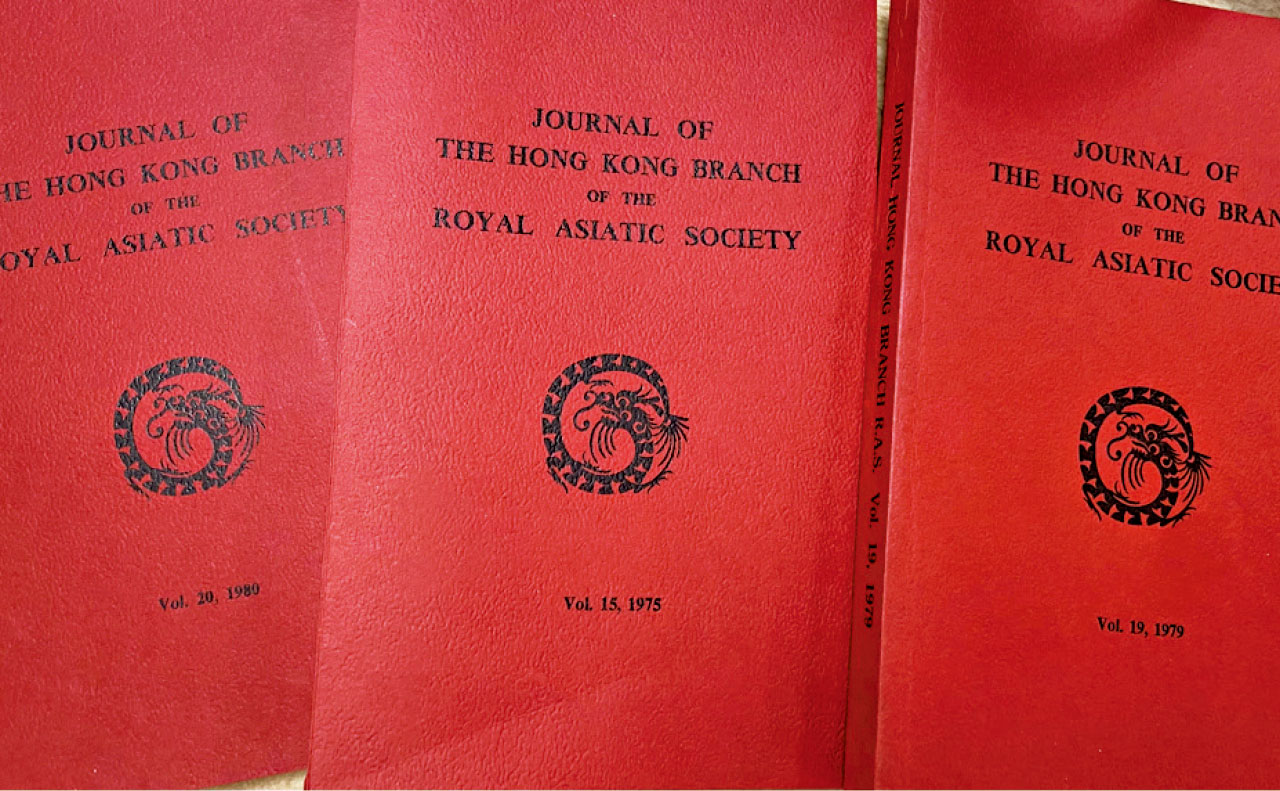 JOURNAL OF
HE HONG KONG BRANCH
OF THE
OYAL ASIATIC SOCIETY
Vol. 20, 1980
JOURNAL OF
THE HONG KONG BRANCH
OF THE
ROYAL ASIATIC SOCIETY
Vol. 15, 1975
JOURNAL HONG KONG BRANCH R.A.S Vol. 19, 1979
JOURNAL OF
THE HONG KONG BRAN
OF THE
ROYAL ASIATIC SOCIE
Vol. 19, 1979